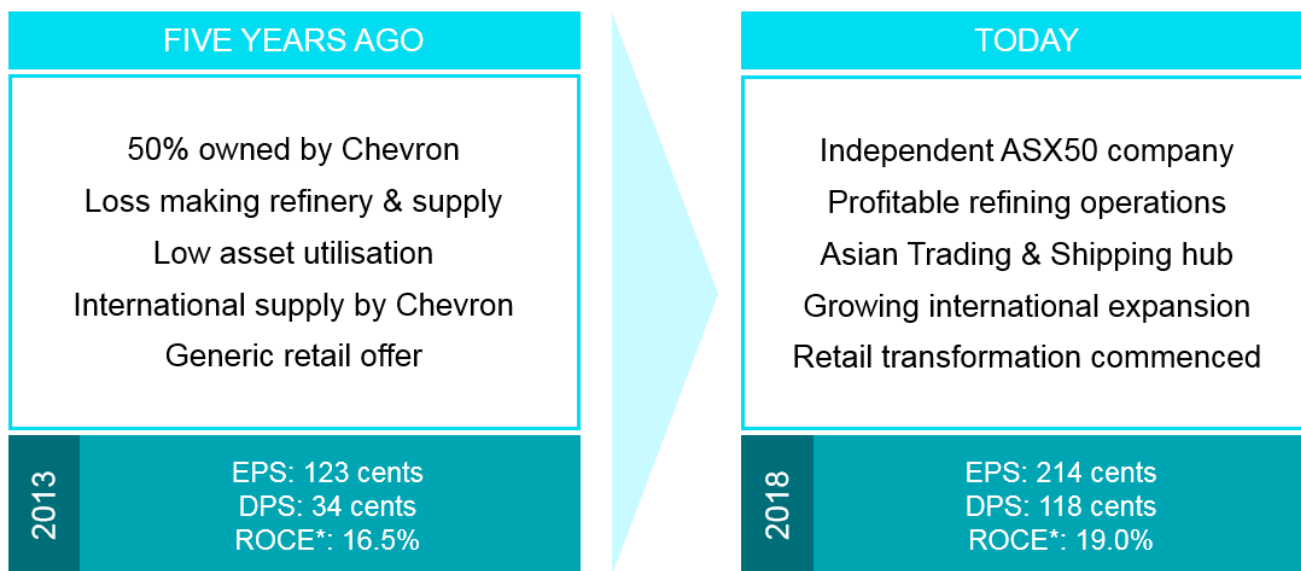 FIVE YEARS AGO
50% owned by Chevron
Loss making refinery & supply
Low asset utilisation
International supply by Chevron
Generic retail offer
2013
EPS: 123 cents
DPS: 34 cents
ROCE*: 16.5%
TODAY
Independent ASX50 company
Profitable refining operations
Asian Trading & Shipping hub
Growing international expansion
Retail transformation commenced
2018
EPS: 214 cents
DPS: 118 cents
ROCE*: 19.0%